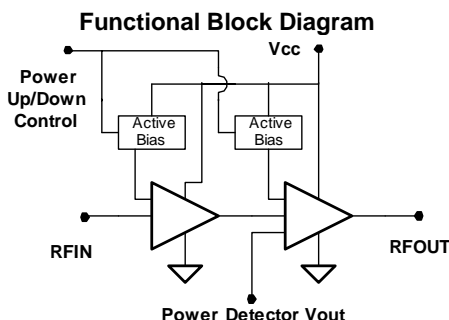 Functional Block Diagram
Vcc
Power
Up/Down
Control
Active
Bias
Active
Bias
RFIN
RFOUT
Power Detector Vout